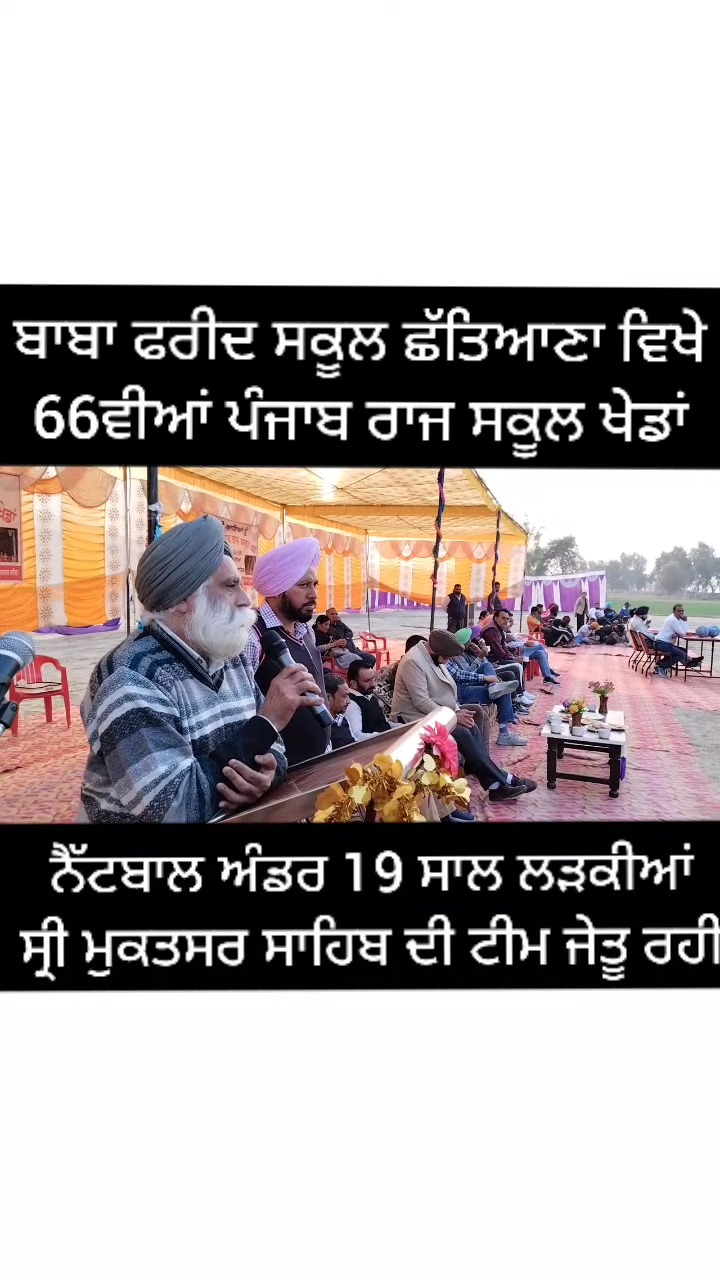 ਬਾਬਾ ਫਰੀਦ ਸਕੂਲ ਛੱਤਿਆਣਾ ਵਿਖੇ
66ਵੀਆਂ ਪੰਜਾਬ ਰਾਜ ਸਕੂਲ ਖੇਡਾਂ
ਨੈੱਟਬਾਲ ਅੰਡਰ 19 ਸਾਲ ਲੜਕੀਆਂ
ਸ੍ਰੀ ਮੁਕਤਸਰ ਸਾਹਿਬ ਦੀ ਟੀਮ ਜੇਤੂ ਰਹੀ